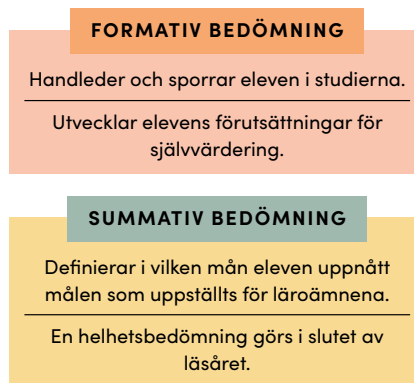 FORMATIV BEDÖMNING
Handleder och sporrar eleven i studierna.
Utvecklar elevens förutsättningar för
självvärdering.
SUMMATIV BEDÖMNING
Definierar i vilken mån eleven uppnått
målen som uppställts för läroämnena.
En helhetsbedömning görs i slutet av
läsåret.